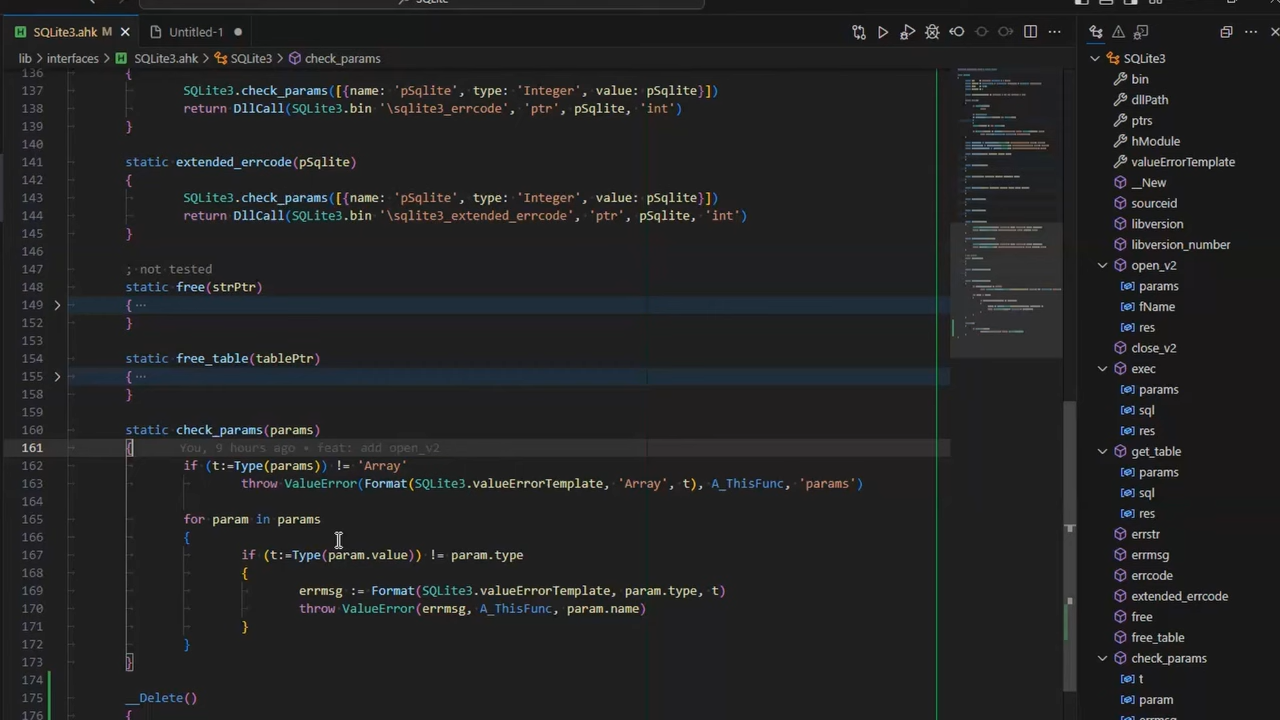 SQLite
SQLite3.ahk M
Untitled-1
lib > interfaces > SQLite3.ahk > SQLite3 > check_params
136 {
137 SQLite3.check_params([{name: 'pSqlite', type: 'Integer', value: pSqlite}])
138 return DllCall(SQLite3.bin '\sqlite3_errcode', 'ptr', pSqlite, 'int')
139 }
140
141 static extended_errcode(pSqlite)
142 {
143 SQLite3.check_params([{name: 'pSqlite', type: 'Integer', value: pSqlite}])
144 return DllCall(SQLite3.bin '\sqlite3_extended_errcode', 'ptr', pSqlite, 'int')
145 }
146
147 ; not tested
148 static free(strPtr)
149 { ...
152 }
153
154 static free_table(tablePtr)
155 { ...
158 }
159
160 static check_params(params)
161 { You, 9 hours ago • feat: add open_v2
162 if (t:=Type(params)) != 'Array'
163 throw ValueError(Format(SQLite3.valueErrorTemplate, 'Array', t), A_ThisFunc, 'params')
164
165 for param in params
166 {
167 if (t:=Type(param.value)) != param.type
168 {
169 errmsg := Format(SQLite3.valueErrorTemplate, param.type, t)
170 throw ValueError(errmsg, A_ThisFunc, param.name)
171 }
172 }
173 }
174
175 __Delete()
176 {
SQLite3
bin
dllPath
ptrs
hModule
valueErrorTemplate
__New
sourceid
libversion
libversion_number
open_v2
params
fName
res
close_v2
exec
params
sql
res
get_table
params
sql
res
errstr
errmsg
errcode
extended_errcode
free
free_table
check_params
t
param
errmsg